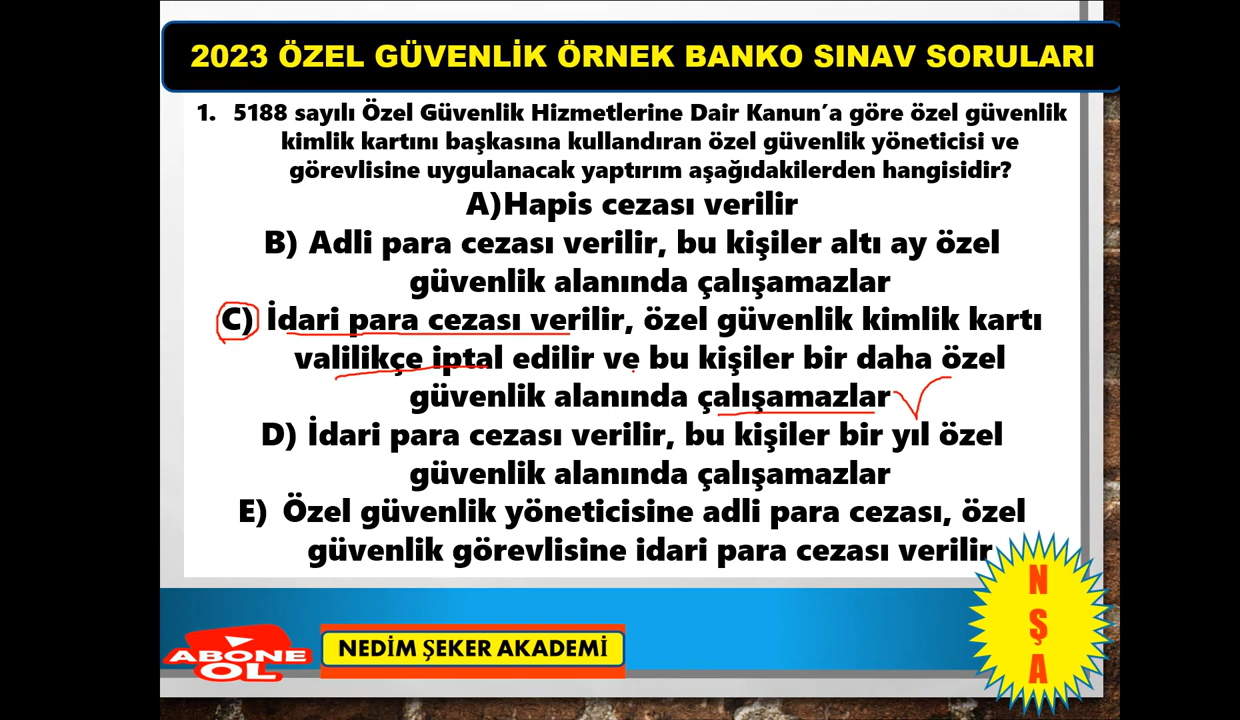 2023 ÖZEL GÜVENLİK ÖRNEK BANKO SINAV SORULARI
1. 5188 sayılı Özel Güvenlik Hizmetlerine Dair Kanun’a göre özel güvenlik
kimlik kartını başkasına kullandıran özel güvenlik yöneticisi ve
görevlisine uygulanacak yaptırım aşağıdakilerden hangisidir?
A)Hapis cezası verilir
B) Adli para cezası verilir, bu kişiler altı ay özel
güvenlik alanında çalışamazlar
C) İdari para cezası verilir, özel güvenlik kimlik kartı
valilikçe iptal edilir ve bu kişiler bir daha özel
güvenlik alanında çalışamazlar
D) İdari para cezası verilir, bu kişiler bir yıl özel
güvenlik alanında çalışamazlar
E) Özel güvenlik yöneticisine adli para cezası, özel
güvenlik görevlisine idari para cezası verilir
ABONE
OL
NEDİM ŞEKER AKADEMİ
N
Ş
A